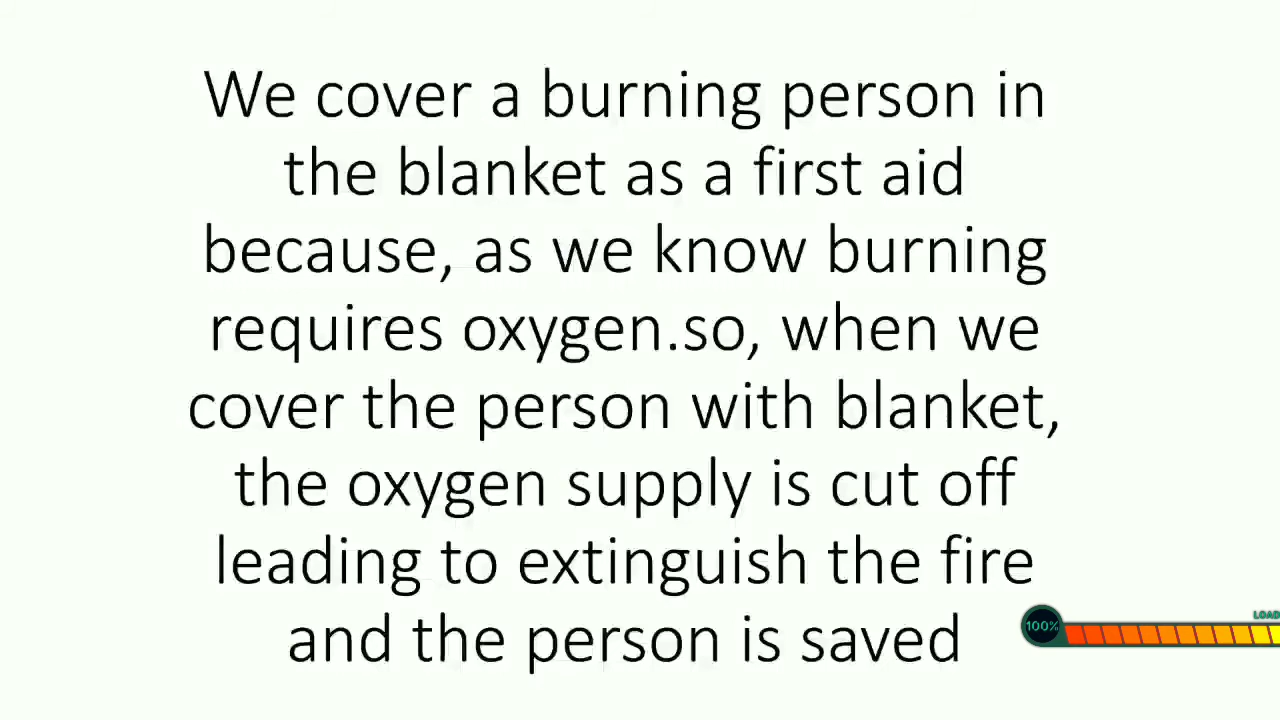 We cover a burning person in
the blanket as a first aid
because, as we know burning
requires oxygen.so, when we
cover the person with blanket,
the oxygen supply is cut off
leading to extinguish the fire
and the person is saved
100%